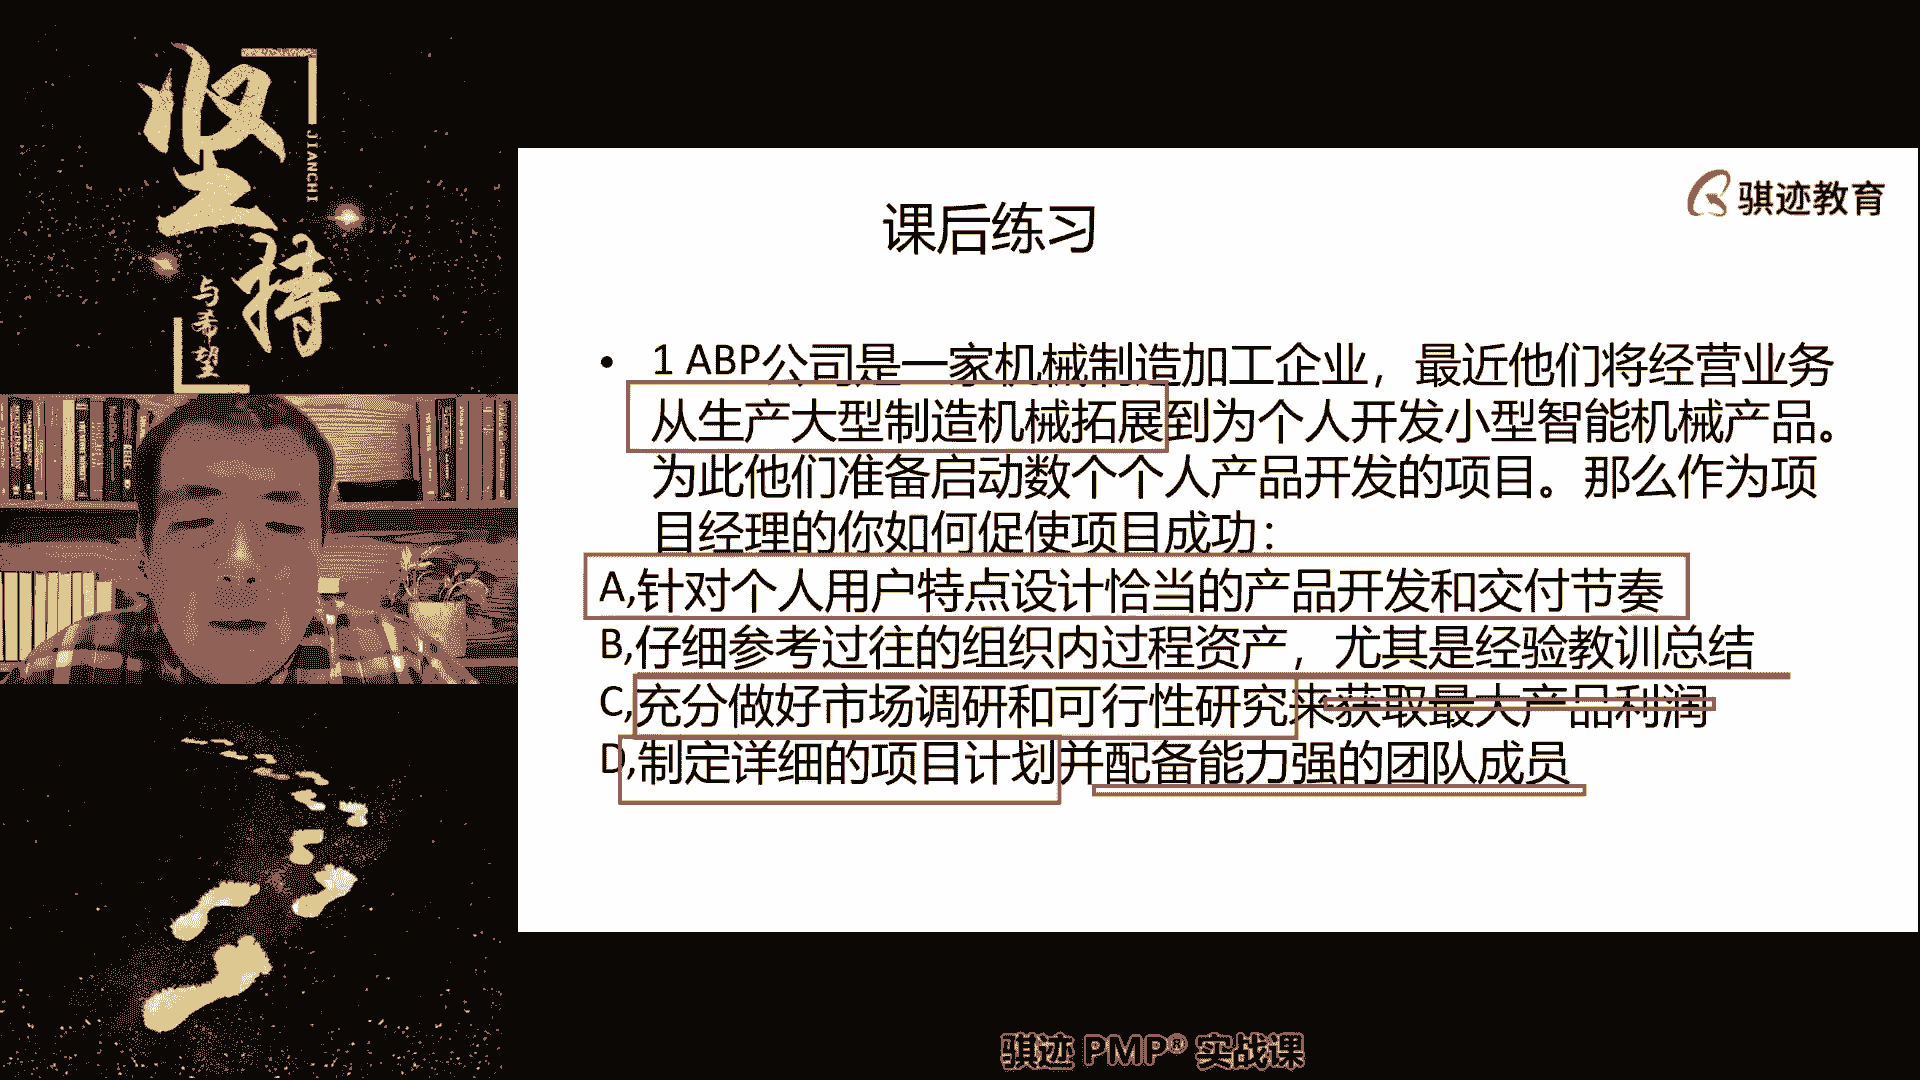 坚持
JIANCHI
与希望
骐迹教育
课后练习
• 1 ABP公司是一家机械制造加工企业，最近他们将经营业务
从生产大型制造机械拓展到为个人开发小型智能机械产品。
为此他们准备启动数个个人产品开发的项目。那么作为项
目经理的你如何促使项目成功：
A,针对个人用户特点设计恰当的产品开发和交付节奏
B,仔细参考过往的组织内过程资产，尤其是经验教训总结
C,充分做好市场调研和可行性研究来获取最大产品利润
D,制定详细的项目计划并配备能力强的团队成员
骐迹 PMP® 实战课